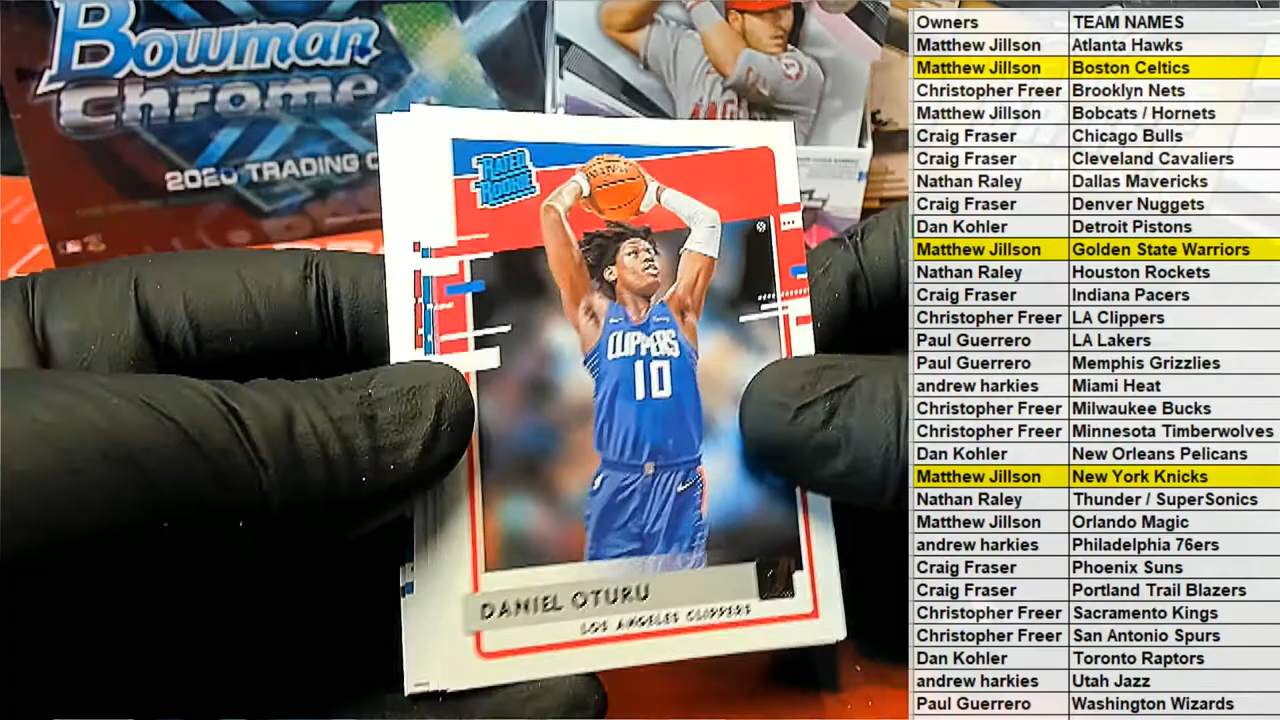 Bowman
Chrome
2020 TRADING C
RATED
ROOKIE
CLIPPERS
10
DANIEL OTURU
LOS ANGELES CLIPPERS
Owners TEAM NAMES
Matthew Jillson Atlanta Hawks
Matthew Jillson Boston Celtics
Christopher Freer Brooklyn Nets
Matthew Jillson Bobcats / Hornets
Craig Fraser Chicago Bulls
Craig Fraser Cleveland Cavaliers
Nathan Raley Dallas Mavericks
Craig Fraser Denver Nuggets
Dan Kohler Detroit Pistons
Matthew Jillson Golden State Warriors
Nathan Raley Houston Rockets
Craig Fraser Indiana Pacers
Christopher Freer LA Clippers
Paul Guerrero LA Lakers
Paul Guerrero Memphis Grizzlies
andrew harkies Miami Heat
Christopher Freer Milwaukee Bucks
Christopher Freer Minnesota Timberwolves
Dan Kohler New Orleans Pelicans
Matthew Jillson New York Knicks
Nathan Raley Thunder / SuperSonics
Matthew Jillson Orlando Magic
andrew harkies Philadelphia 76ers
Craig Fraser Phoenix Suns
Craig Fraser Portland Trail Blazers
Christopher Freer Sacramento Kings
Christopher Freer San Antonio Spurs
Dan Kohler Toronto Raptors
andrew harkies Utah Jazz
Paul Guerrero Washington Wizards